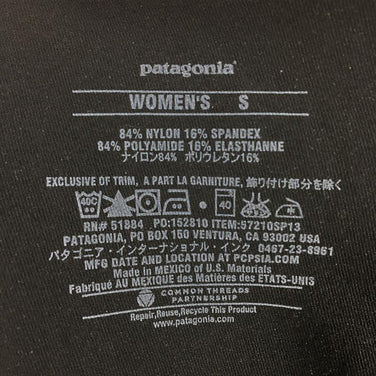 patagonia®
WOMEN'S S
84% NYLON 16% SPANDEX
84% POLYAMIDE 16% ELASTHANNE
ナイロン84% ポリウレタン16%
EXCLUSIVE OF TRIM, A PART LA GARNITURE, 飾り付け部分を除く
40C 40
RN# 51884 PO:152810 ITEM:57210SP13
PATAGONIA, PO BOX 150 VENTURA, CA 93002 USA
パタゴニア・インターナショナル・インク 0467-23-8961
MFG DATE AND LOCATION AT PCPSIA.COM
Made in MEXICO of U.S. Materials
Fabriqué AU MEXIQUE des Matières des ETATS-UNIS
COMMON THREADS
PARTNERSHIP
Repair, Reuse, Recycle This Product
www.patagonia.com